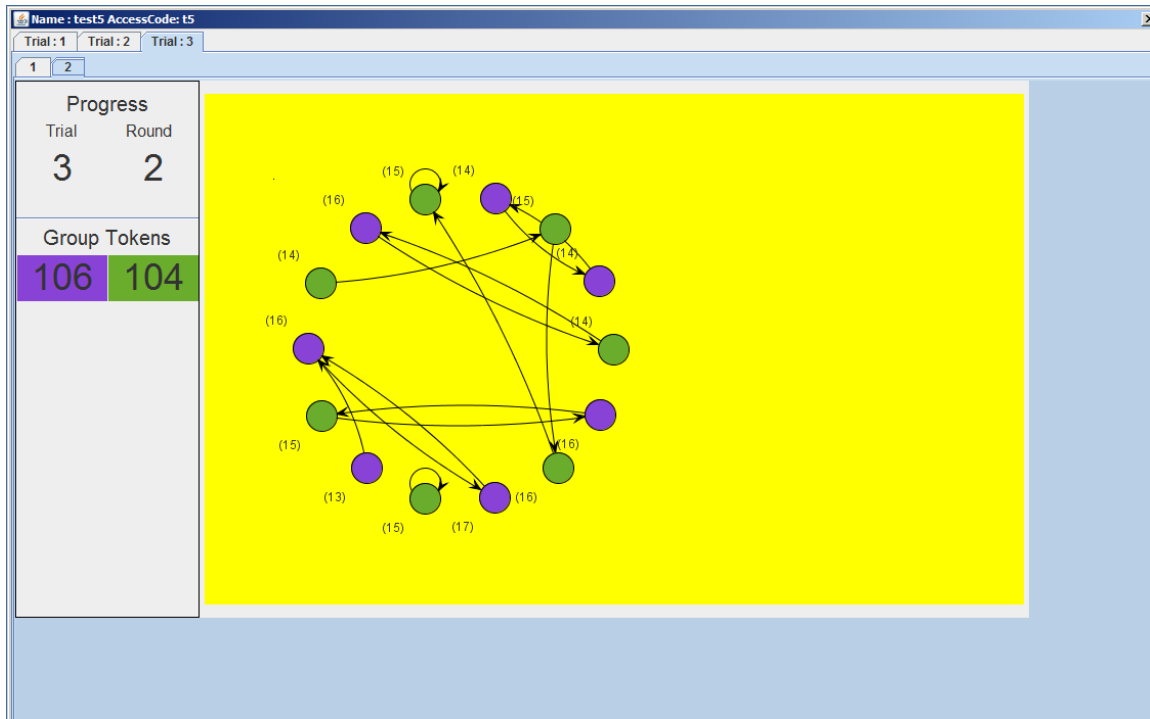 Name : test5 AccessCode: t5
Trial : 1 Trial : 2 Trial : 3
1 2
Progress
Trial Round
3 2
Group Tokens
106 104
(15) (14)
(16) (15)
(14) (14)
(16) (14)
(15) (16)
(13) (16)
(15) (17)